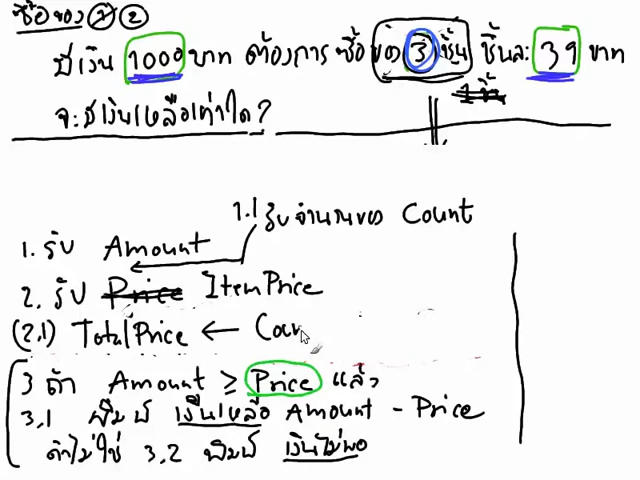 ซื้อของ 2
มีเงิน 1000 บาท ต้องการ ซื้อ ของ 3 ชิ้น ชิ้นละ 39 บาท
จะมีเงินเหลือเท่าใด?
1.1 รับจำนวนของ Count
1. รับ Amount
2. รับ Price ItemPrice
(2.1) TotalPrice ← Coun
3 ถ้า Amount ≥ Price แล้ว
3.1 พิมพ์ เงินเหลือ Amount - Price
ถ้าไม่ใช่ 3.2 พิมพ์ เงินไม่พอ